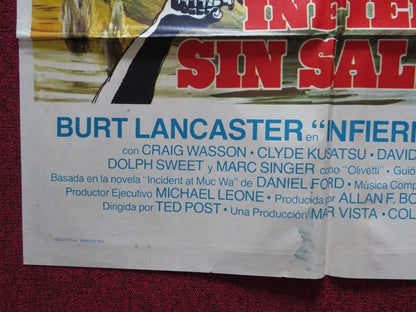 INFIE
SIN SAL
BURT LANCASTER en "INFIER
con CRAIG WASSON • CLYDE KUSATSU • DAVID
DOLPH SWEET y MARC SINGER como "Olivetti" • Guió
Basada en la novela "Incident at Muc Wa" de DANIEL FORD • Música Comp
Productor Ejecutivo MICHAEL LEONE • Producida por ALLAN F. BO
Dirigida por TED POST • Una Producción MAR VISTA • COL
INDUSTRIA ARGENTINA